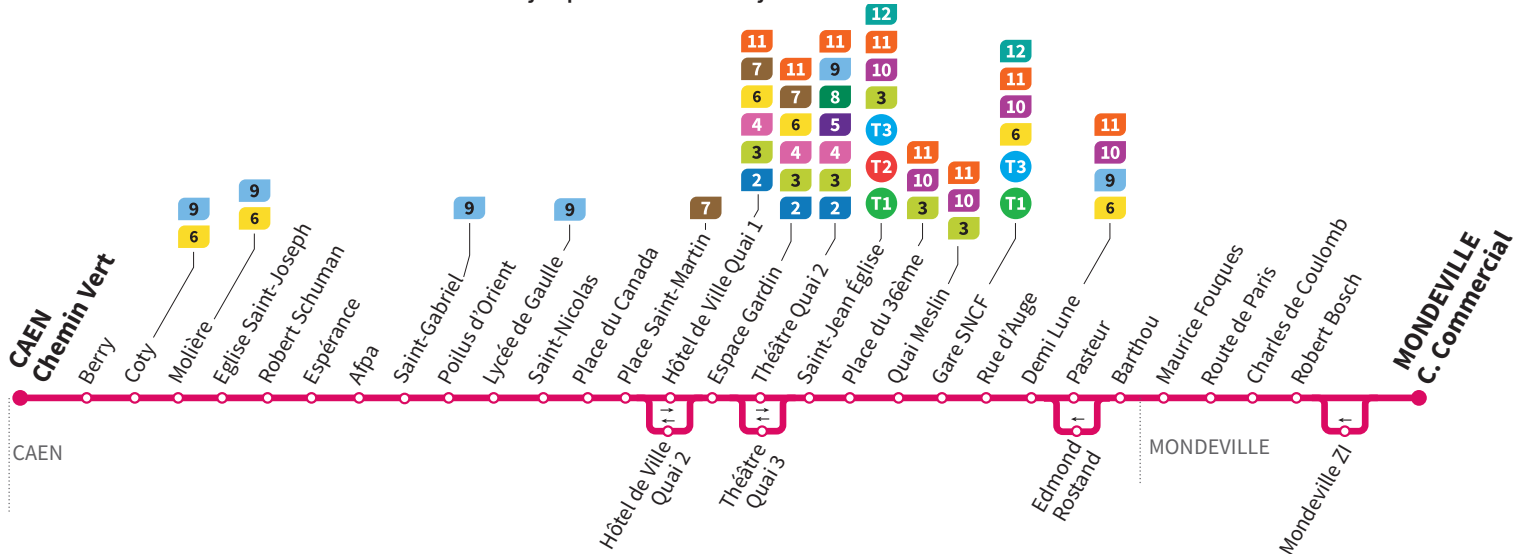 12
11
10
3
T3
T2
T1
11
7
6
4
3
2
11
7
6
4
3
2
11
9
8
5
4
3
2
12
11
10
6
T3
T1
11
10
9
6
11
10
3
11
10
3
9
6
9
6
9
9
7
CAEN
Chemin Vert
Berry
Coty
Molière
Eglise Saint-Joseph
Robert Schuman
Espérance
Afpa
Saint-Gabriel
Poilus d'Orient
Lycée de Gaulle
Saint-Nicolas
Place du Canada
Place Saint-Martin
Hôtel de Ville Quai 1
Espace Gardin
Théâtre Quai 2
Saint-Jean Église
Place du 36ème
Quai Meslin
Gare SNCF
Rue d'Auge
Demi Lune
Pasteur
Barthou
Maurice Fouques
Route de Paris
Charles de Coulomb
Robert Bosch
MONDEVILLE
C. Commercial
CAEN
MONDEVILLE
Hôtel de Ville
Quai 2
Théâtre
Quai 3
Edmond
Rostand
Mondeville ZI